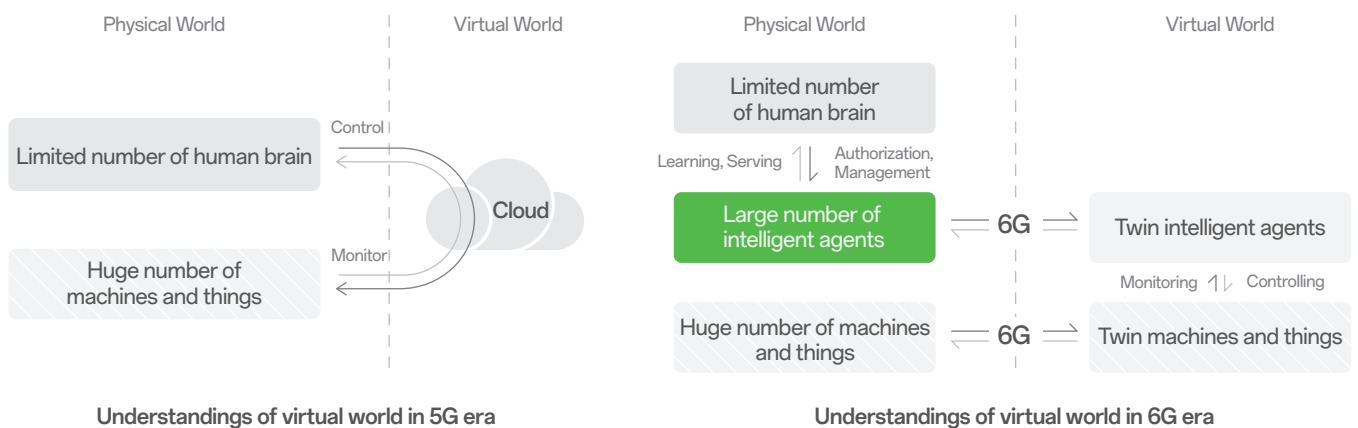 Physical World
Virtual World
Limited number of human brain
Control
Cloud
Monitor
Huge number of
machines and things
Understandings of virtual world in 5G era
Physical World
Virtual World
Limited number
of human brain
Learning, Serving
Authorization,
Management
Large number of
intelligent agents
6G
Twin intelligent agents
Monitoring
Controlling
Huge number of machines
and things
6G
Twin machines and things
Understandings of virtual world in 6G era